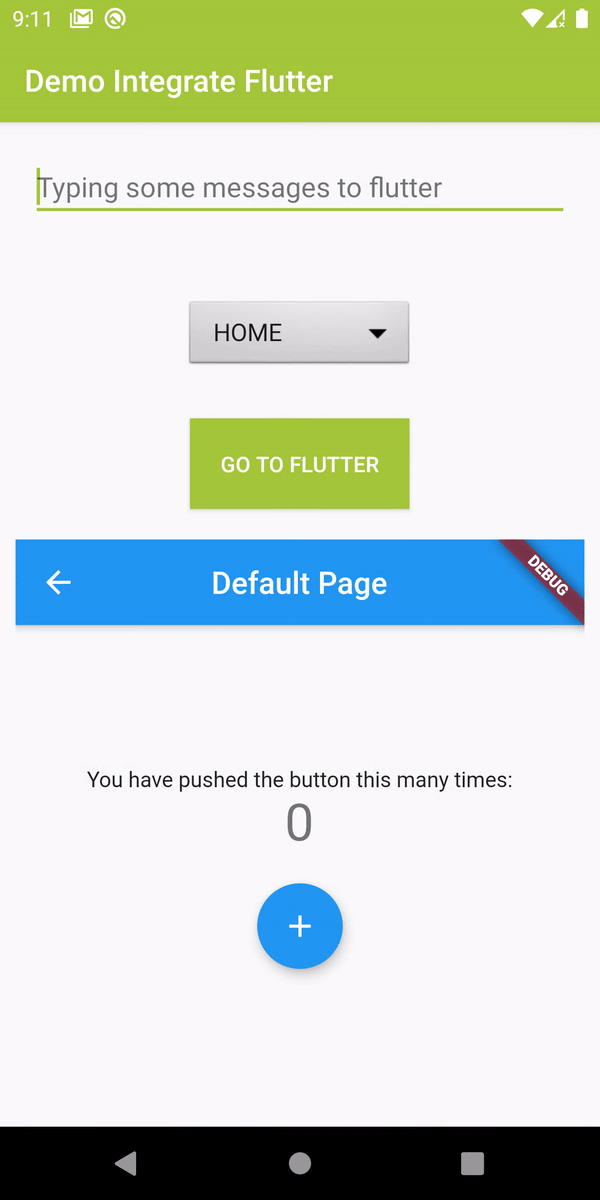 9:11
Demo Integrate Flutter
Typing some messages to flutter
HOME
GO TO FLUTTER
Default Page
DEBUG
You have pushed the button this many times:
0
+